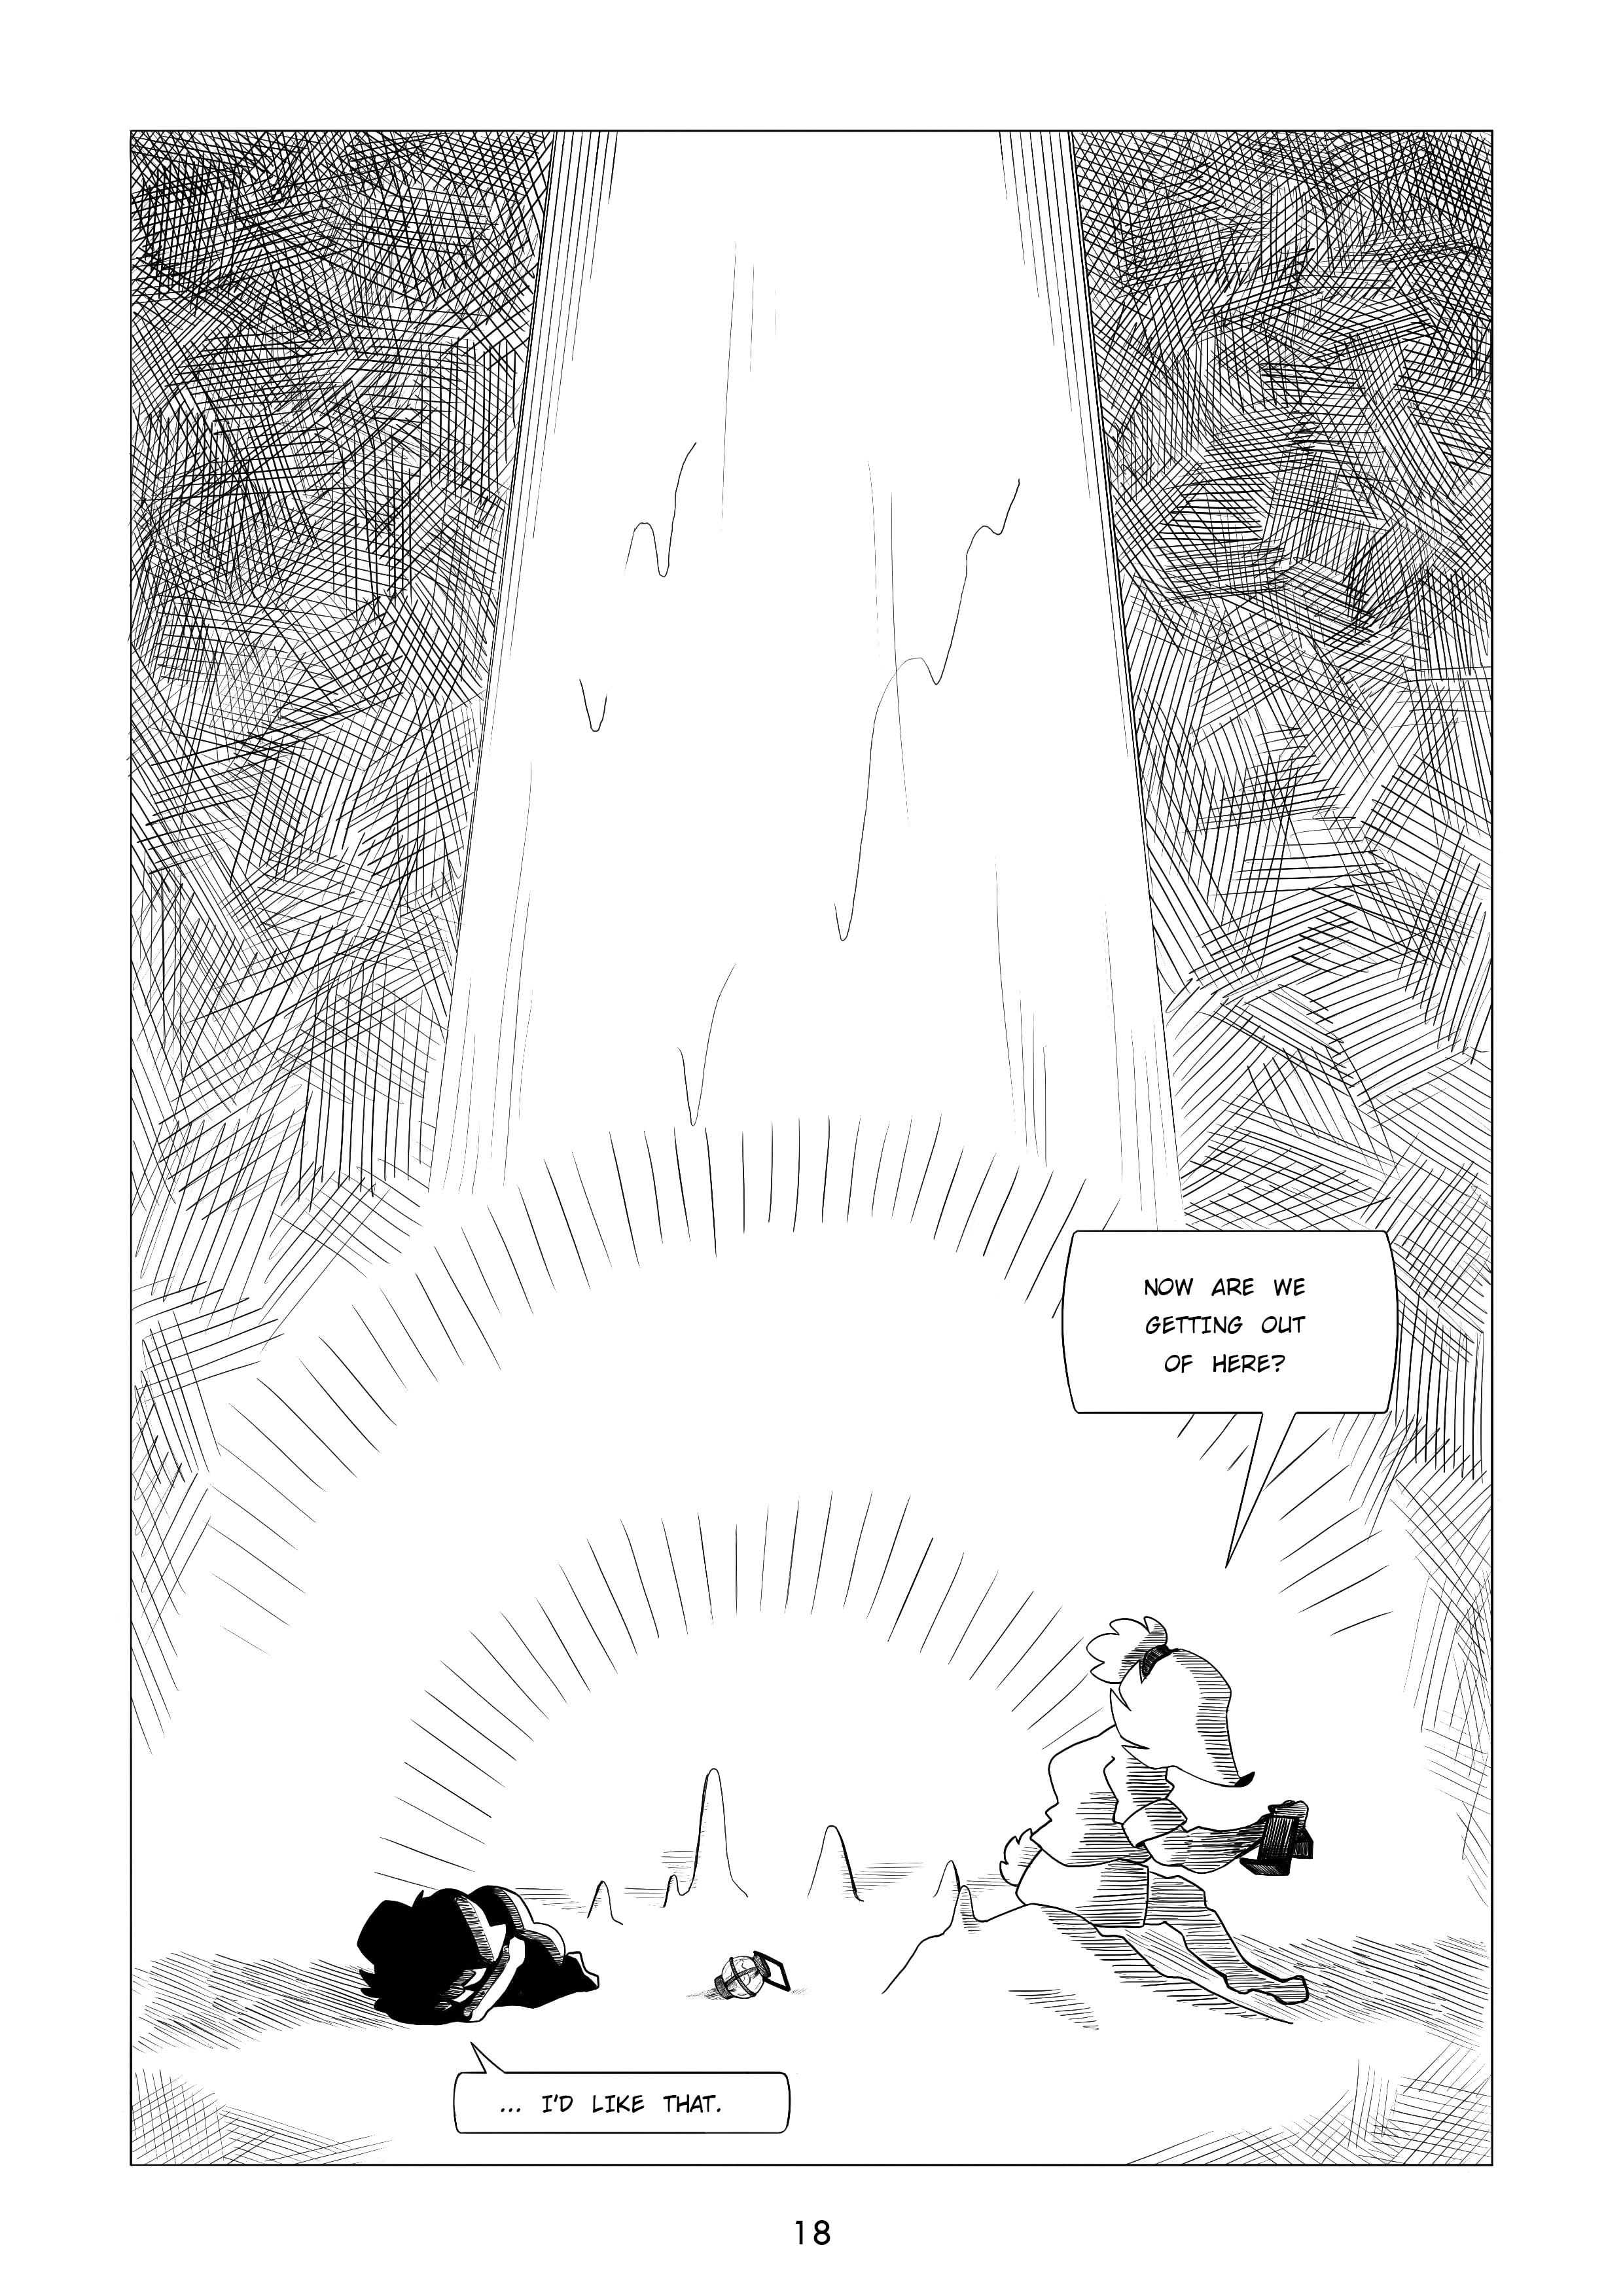 NOW ARE WE
GETTING OUT
OF HERE?
... I'D LIKE THAT.
18